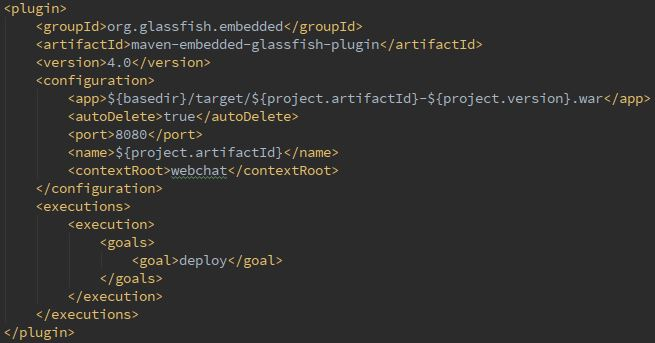 <plugin>
    <groupId>org.glassfish.embedded</groupId>
    <artifactId>maven-embedded-glassfish-plugin</artifactId>
    <version>4.0</version>
    <configuration>
        <app>${basedir}/target/${project.artifactId}-${project.version}.war</app>
        <autoDelete>true</autoDelete>
        <port>8080</port>
        <name>${project.artifactId}</name>
        <contextRoot>webchat</contextRoot>
    </configuration>
    <executions>
        <execution>
            <goals>
                <goal>deploy</goal>
            </goals>
        </execution>
    </executions>
</plugin>